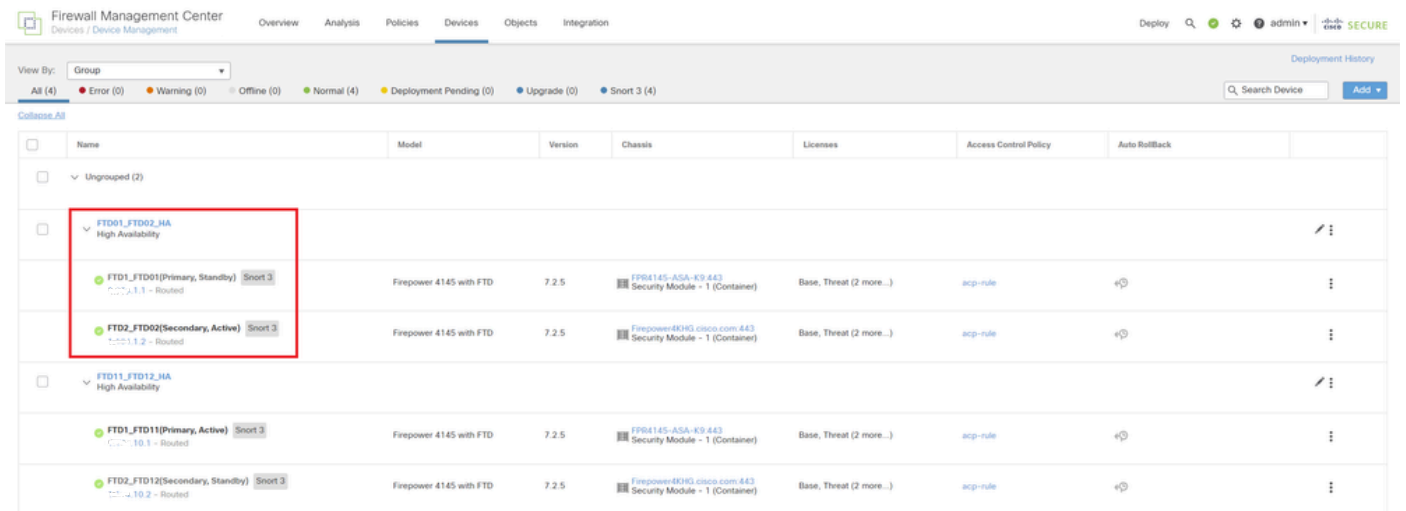 Firewall Management Center
Devices / Device Management
Overview Analysis Policies Devices Objects Integration
Deploy admin SECURE
Deployment History
View By: Group
All (4) Error (0) Warning (0) Offline (0) Normal (4) Deployment Pending (0) Upgrade (0) Snort 3 (4)
Search Device Add
Collapse All
Name Model Version Chassis Licenses Access Control Policy Auto RollBack
Ungrouped (2)
FTD01_FTD02_HA
High Availability
FTD1_FTD01(Primary, Standby) Snort 3
.1.1 – Routed
Firepower 4145 with FTD 7.2.5
FPR4145-ASA-K9:443
Security Module - 1 (Container)
Base, Threat (2 more...) acp-rule
FTD2_FTD02(Secondary, Active) Snort 3
.1.2 – Routed
Firepower 4145 with FTD 7.2.5
Firepower4KHG.cisco.com:443
Security Module - 1 (Container)
Base, Threat (2 more...) acp-rule
FTD11_FTD12_HA
High Availability
FTD1_FTD11(Primary, Active) Snort 3
.10.1 – Routed
Firepower 4145 with FTD 7.2.5
FPR4145-ASA-K9:443
Security Module - 1 (Container)
Base, Threat (2 more...) acp-rule
FTD2_FTD12(Secondary, Standby) Snort 3
.10.2 – Routed
Firepower 4145 with FTD 7.2.5
Firepower4KHG.cisco.com:443
Security Module - 1 (Container)
Base, Threat (2 more...) acp-rule